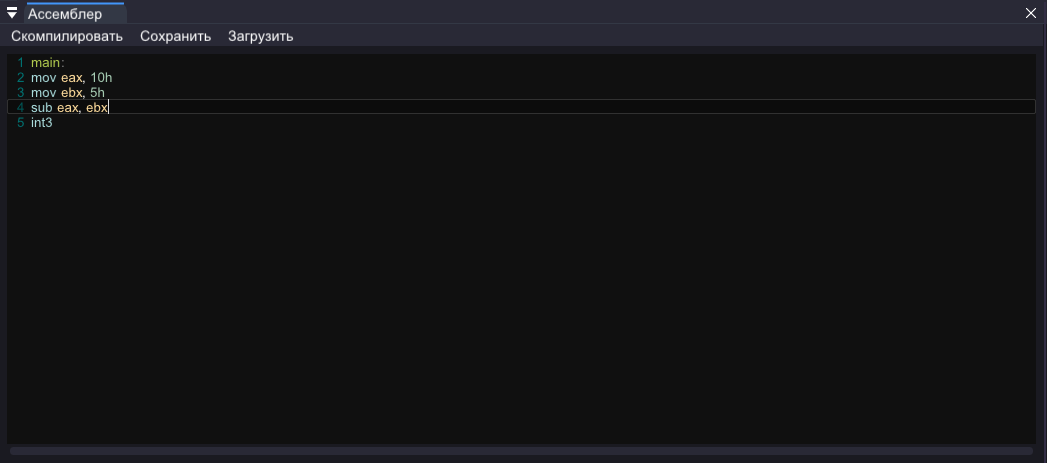 Ассемблер
Скомпилировать Сохранить Загрузить
1 main:
2 mov eax, 10h
3 mov ebx, 5h
4 sub eax, ebx
5 int3